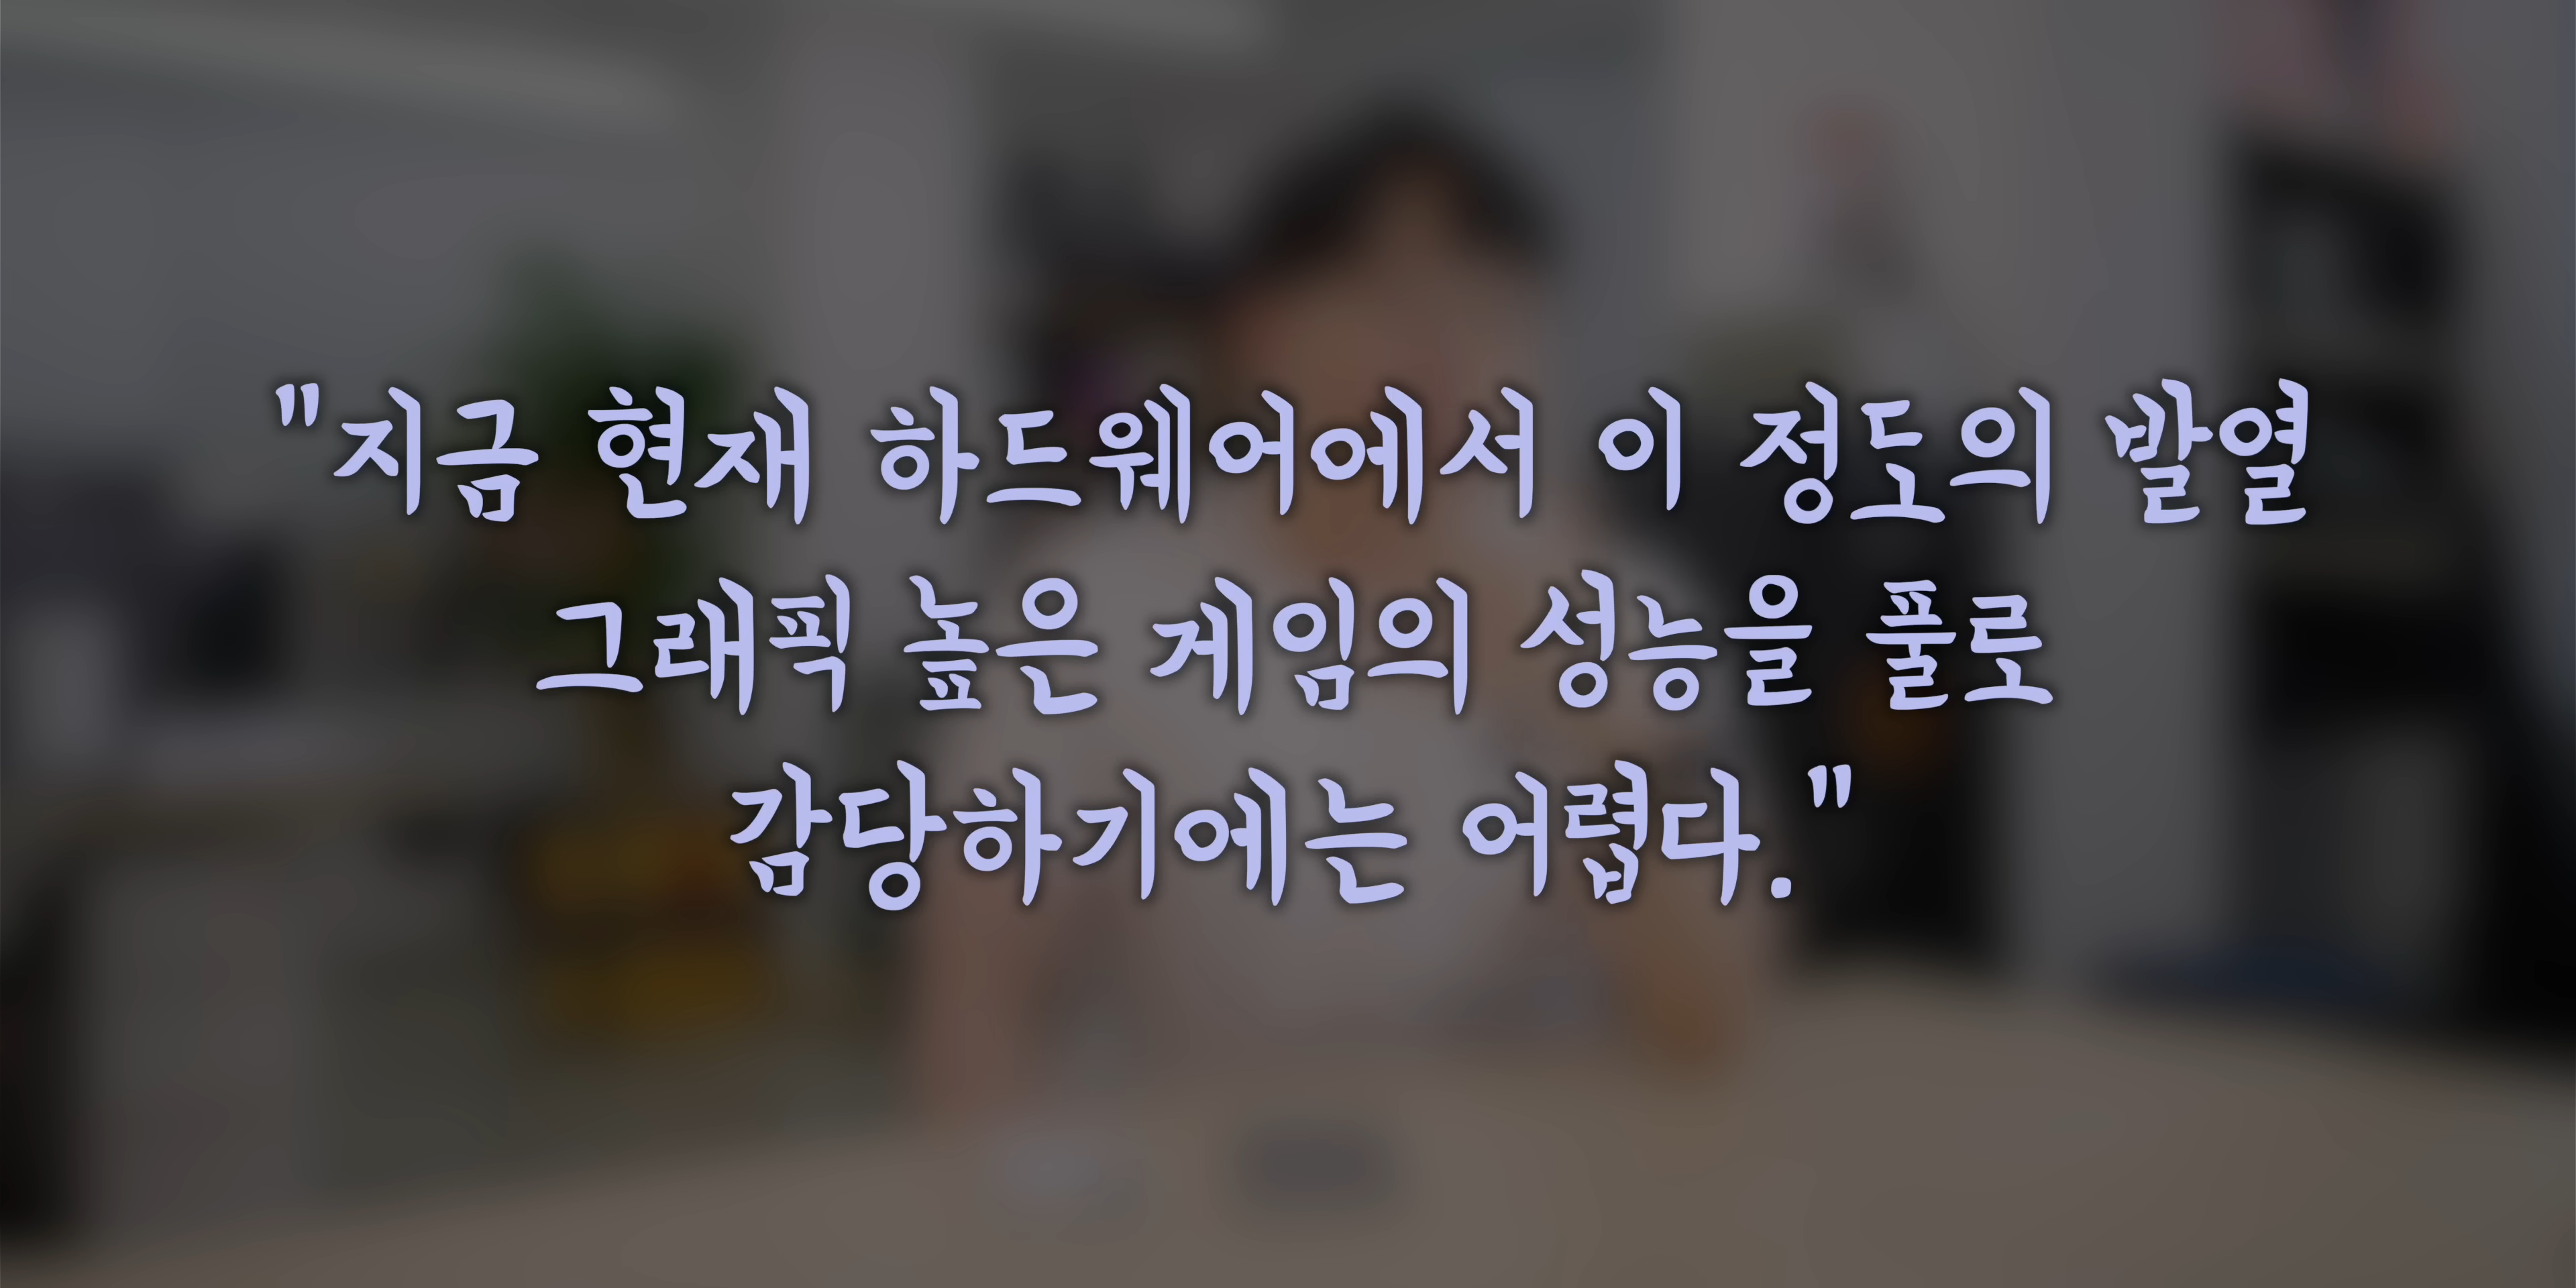 "지금 현재 하드웨어에서 이 정도의 발열
그래픽 높은 게임의 성능을 풀로
감당하기에는 어렵다."